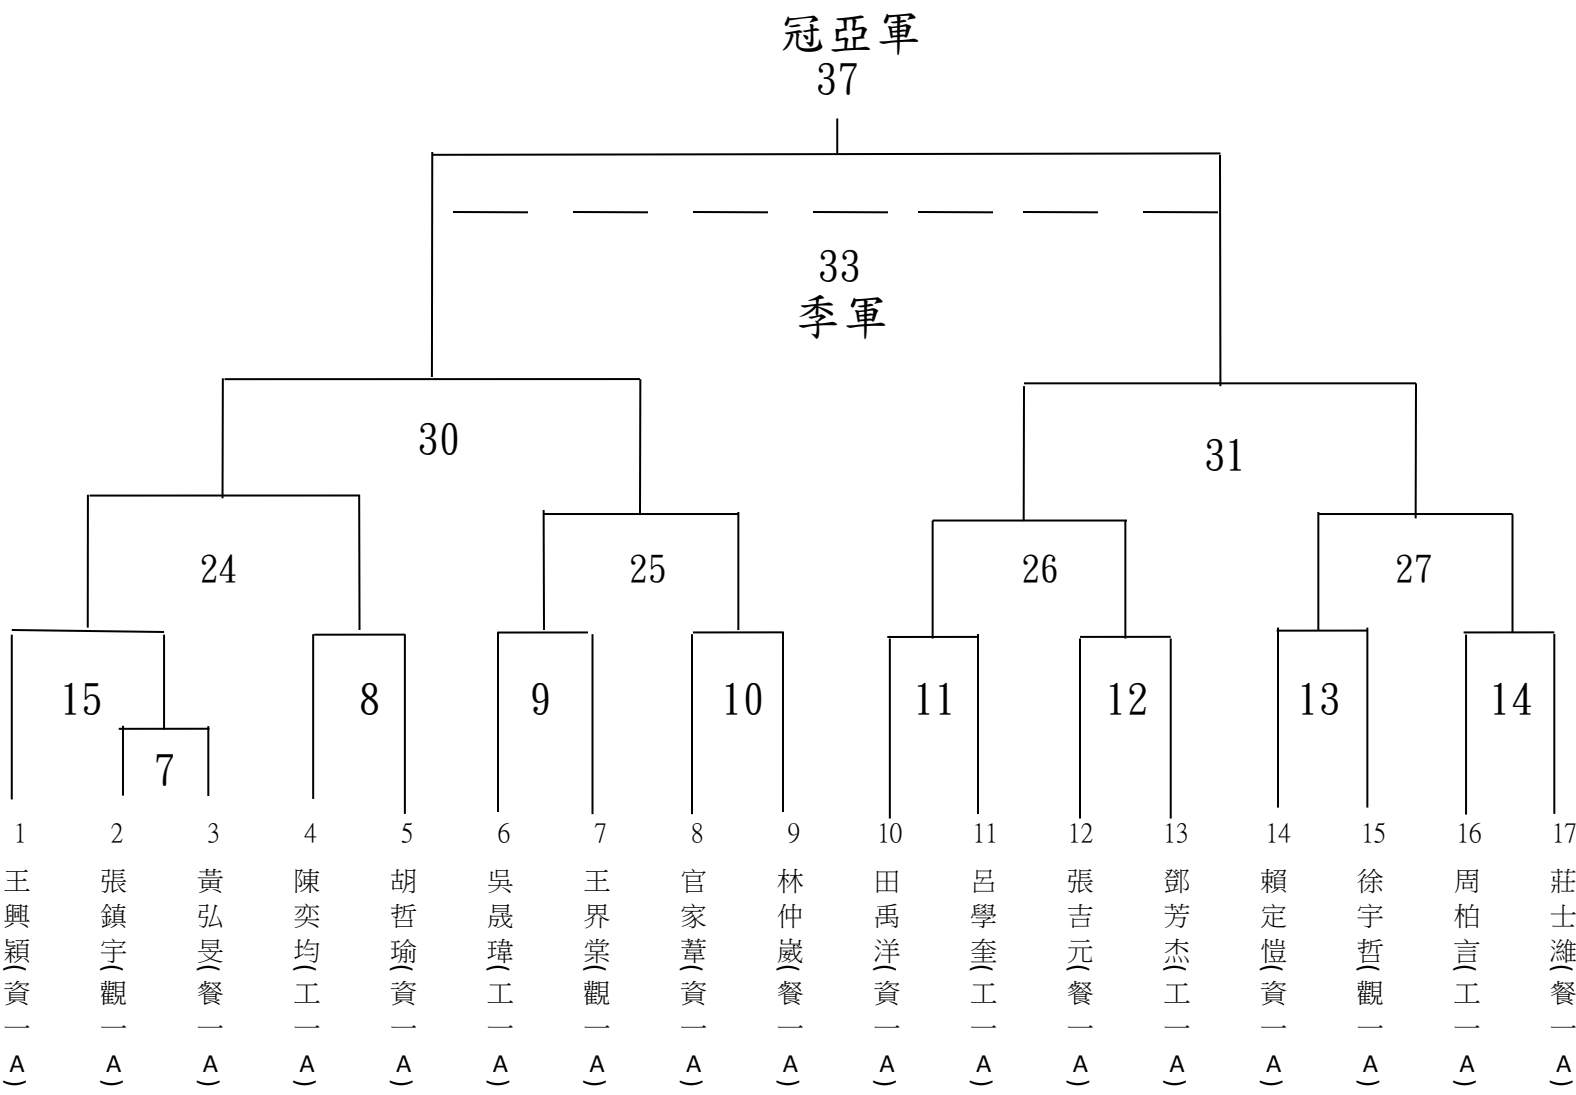 冠亞軍
37
33
季軍
30
31
24
25
26
27
15
8
9
10
11
12
13
14
7
1
2
3
4
5
6
7
8
9
10
11
12
13
14
15
16
17
王興穎(資一A)
張鎮宇(觀一A)
黃弘旻(餐一A)
陳奕均(工一A)
胡哲瑜(資一A)
吳晟瑋(工一A)
王界棠(觀一A)
官家葦(資一A)
林仲崴(餐一A)
田禹洋(資一A)
呂學奎(工一A)
張吉元(餐一A)
鄧芳杰(工一A)
賴定愷(資一A)
徐宇哲(觀一A)
周柏言(工一A)
莊士濰(餐一A)